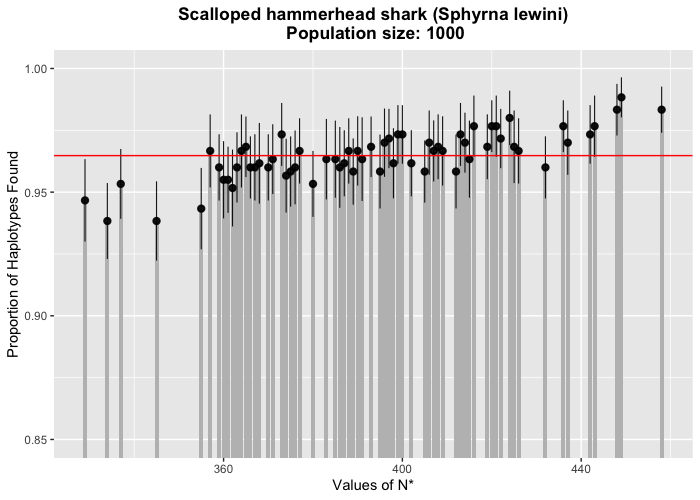 Scalloped hammerhead shark (Sphyrna lewini)
Population size: 1000
Proportion of Haplotypes Found
1.00
0.95
0.90
0.85
360
400
440
Values of N*